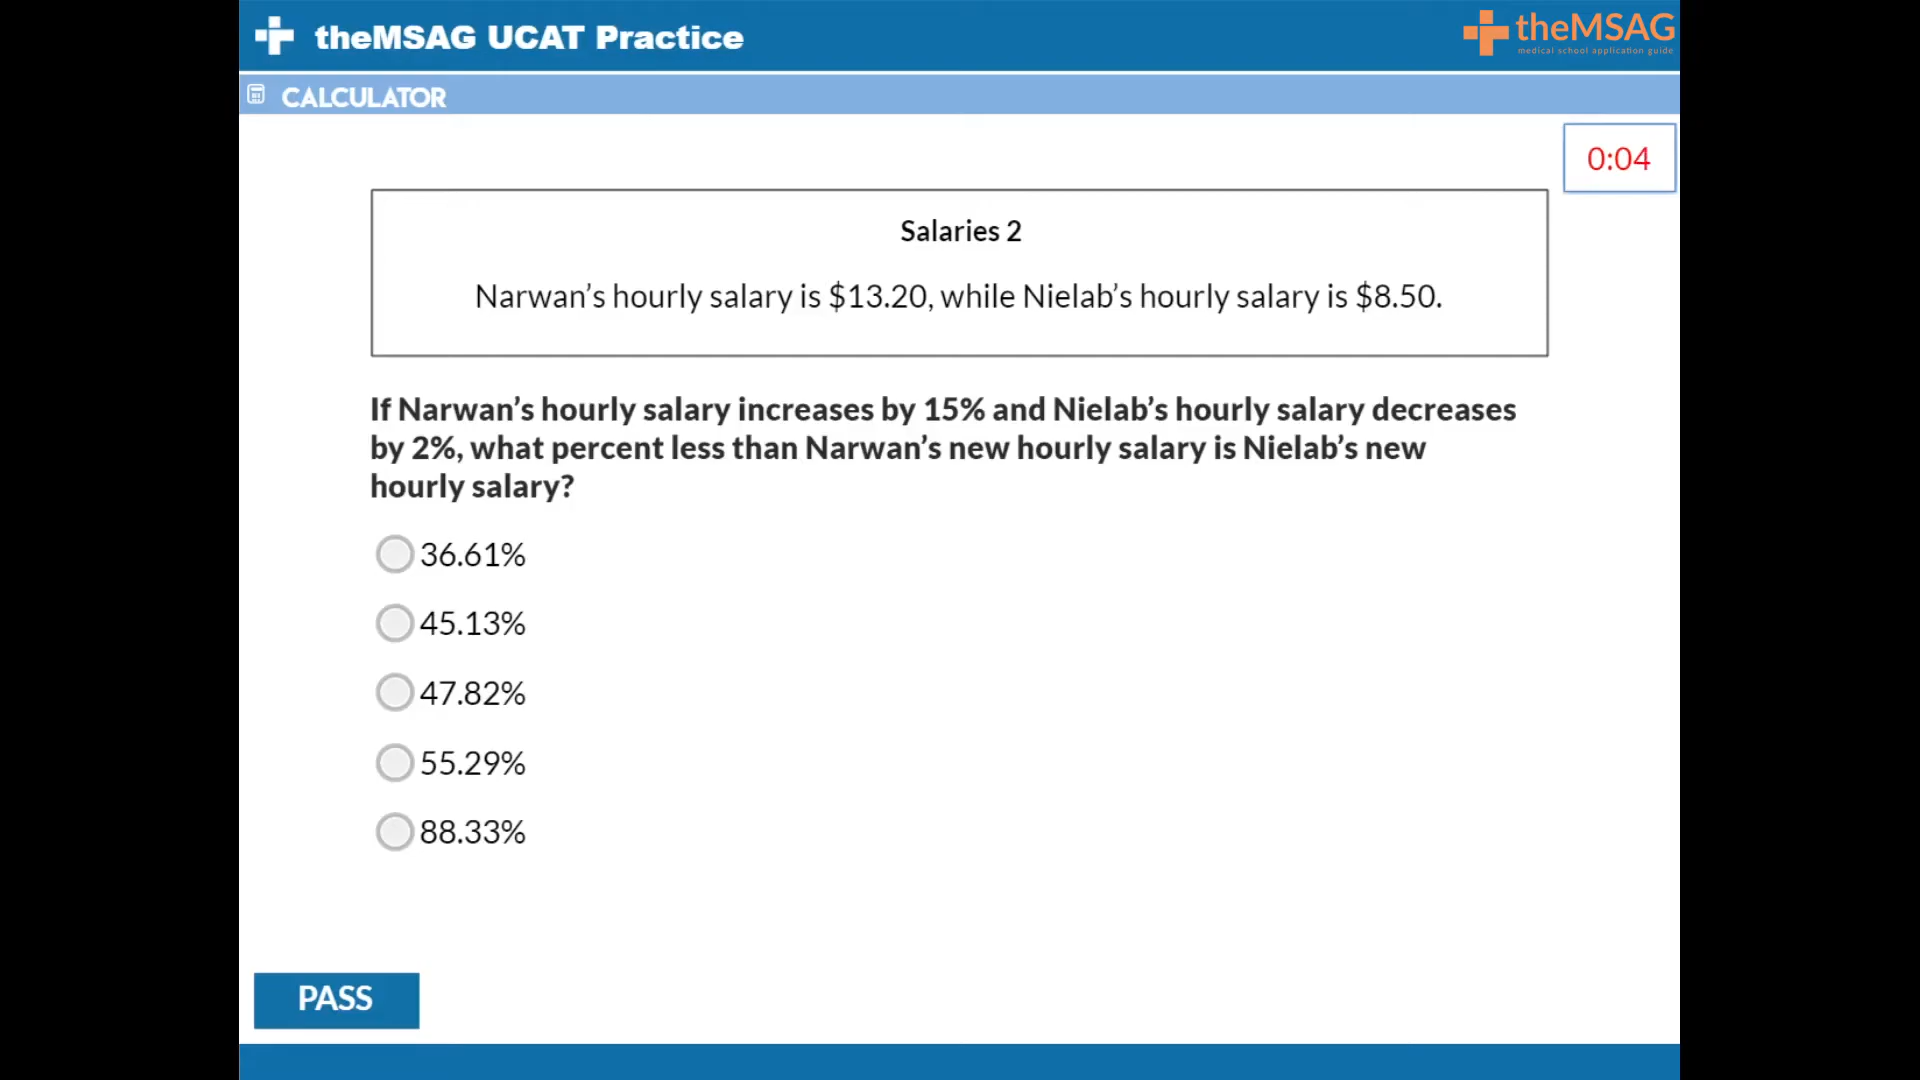 theMSAG UCAT Practice
theMSAG
medical school application guide
CALCULATOR
0:04
Salaries 2
Narwan’s hourly salary is $13.20, while Nielab’s hourly salary is $8.50.
If Narwan’s hourly salary increases by 15% and Nielab’s hourly salary decreases
by 2%, what percent less than Narwan’s new hourly salary is Nielab’s new
hourly salary?
36.61%
45.13%
47.82%
55.29%
88.33%
PASS